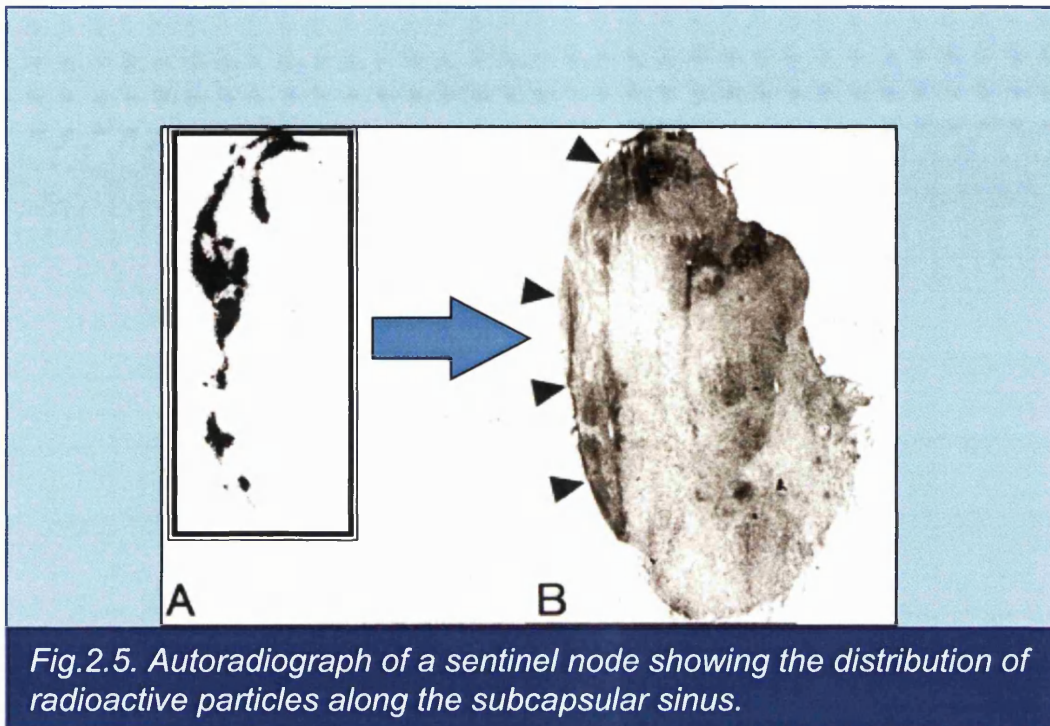 A
B
Fig.2.5. Autoradiograph of a sentinel node showing the distribution of
radioactive particles along the subcapsular sinus.